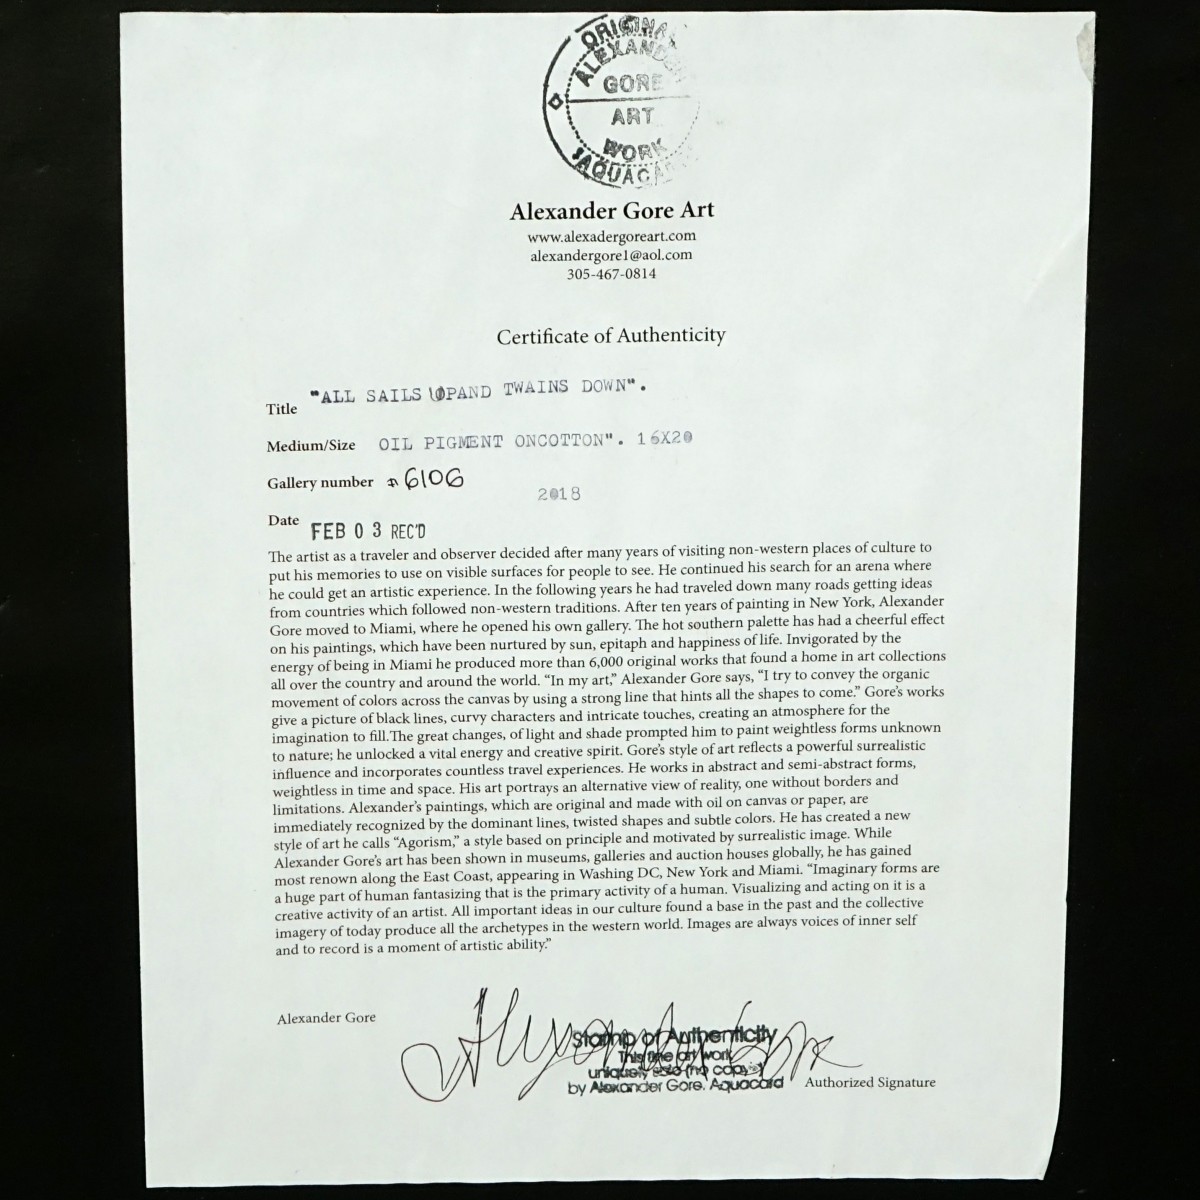 ORIGINAL
ALEXANDER
GORE
ART
WORK
AQUACA
Alexander Gore Art
www.alexadergoreart.com
alexandergore1@aol.com
305-467-0814
Certificate of Authenticity
Title "ALL SAILS UPAND TWAINS DOWN".
Medium/Size OIL PIGMENT ONCOTTON". 16X20
Gallery number #6106
2018
Date FEB 03 REC'D
The artist as a traveler and observer decided after many years of visiting non-western places of culture to
put his memories to use on visible surfaces for people to see. He continued his search for an arena where
he could get an artistic experience. In the following years he had traveled down many roads getting ideas
from countries which followed non-western traditions. After ten years of painting in New York, Alexander
Gore moved to Miami, where he opened his own gallery. The hot southern palette has had a cheerful effect
on his paintings, which have been nurtured by sun, epitaph and happiness of life. Invigorated by the
energy of being in Miami he produced more than 6,000 original works that found a home in art collections
all over the country and around the world. “In my art,” Alexander Gore says, “I try to convey the organic
movement of colors across the canvas by using a strong line that hints all the shapes to come.” Gore's works
give a picture of black lines, curvy characters and intricate touches, creating an atmosphere for the
imagination to fill.The great changes, of light and shade prompted him to paint weightless forms unknown
to nature; he unlocked a vital energy and creative spirit. Gore's style of art reflects a powerful surrealistic
influence and incorporates countless travel experiences. He works in abstract and semi-abstract forms,
weightless in time and space. His art portrays an alternative view of reality, one without borders and
limitations. Alexander's paintings, which are original and made with oil on canvas or paper, are
immediately recognized by the dominant lines, twisted shapes and subtle colors. He has created a new
style of art he calls “Agorism,” a style based on principle and motivated by surrealistic image. While
Alexander Gore's art has been shown in museums, galleries and auction houses globally, he has gained
most renown along the East Coast, appearing in Washing DC, New York and Miami. “Imaginary forms are
a huge part of human fantasizing that is the primary activity of a human. Visualizing and acting on it is a
creative activity of an artist. All important ideas in our culture found a base in the past and the collective
imagery of today produce all the archetypes in the western world. Images are always voices of inner self
and to record is a moment of artistic ability.”
Alexander Gore
Alexander Gore
Stamp of Authenticity
This fine art work
uniquely (no copy)
by Alexander Gore. Aquacard
Authorized Signature